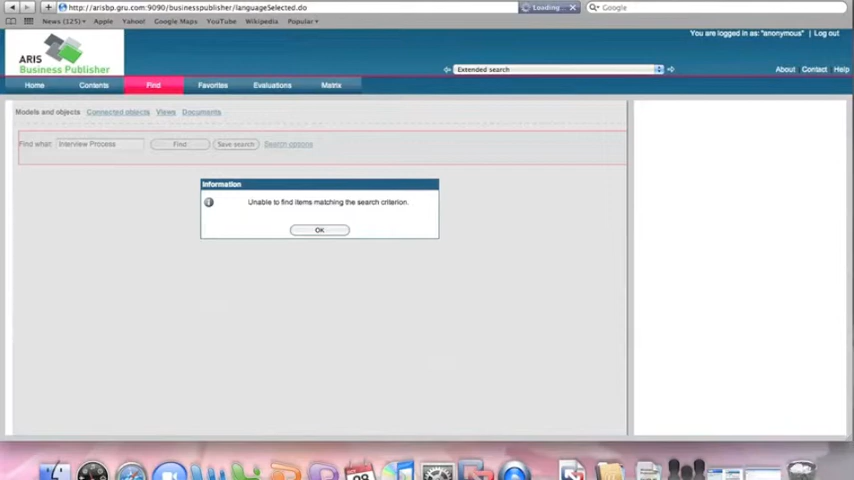 http://arisbp.gru.com:9090/businesspublisher/languageSelected.do
Loading...
Google
News (125)
Apple
Yahoo!
Google Maps
YouTube
Wikipedia
Popular
You are logged in as: "anonymous" | Log out
ARIS
Business Publisher
Extended search
About | Contact | Help
Home
Contents
Find
Favorites
Evaluations
Matrix
Models and objects
Connected objects
Views
Documents
Find what:
Interview Process
Find
Save search
Search options
Information
Unable to find items matching the search criterion.
OK